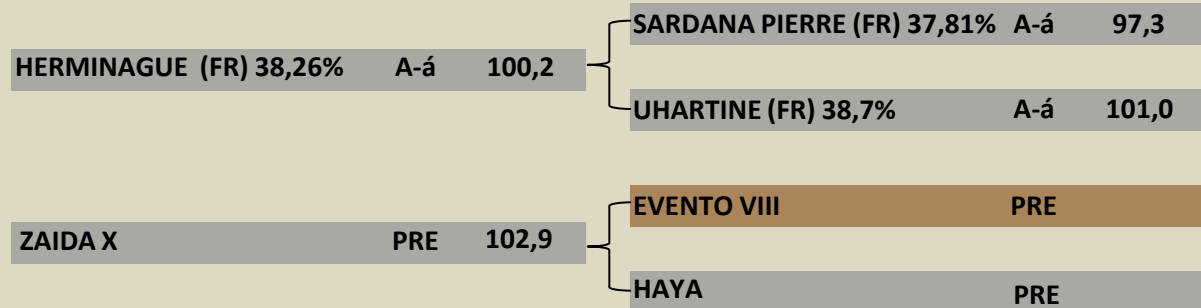 SARDANA PIERRE (FR) 37,81% A-á 97,3
HERMINAGUE (FR) 38,26% A-á 100,2
UHARTINE (FR) 38,7% A-á 101,0
EVENTO VIII PRE
ZAIDA X PRE 102,9
HAYA PRE